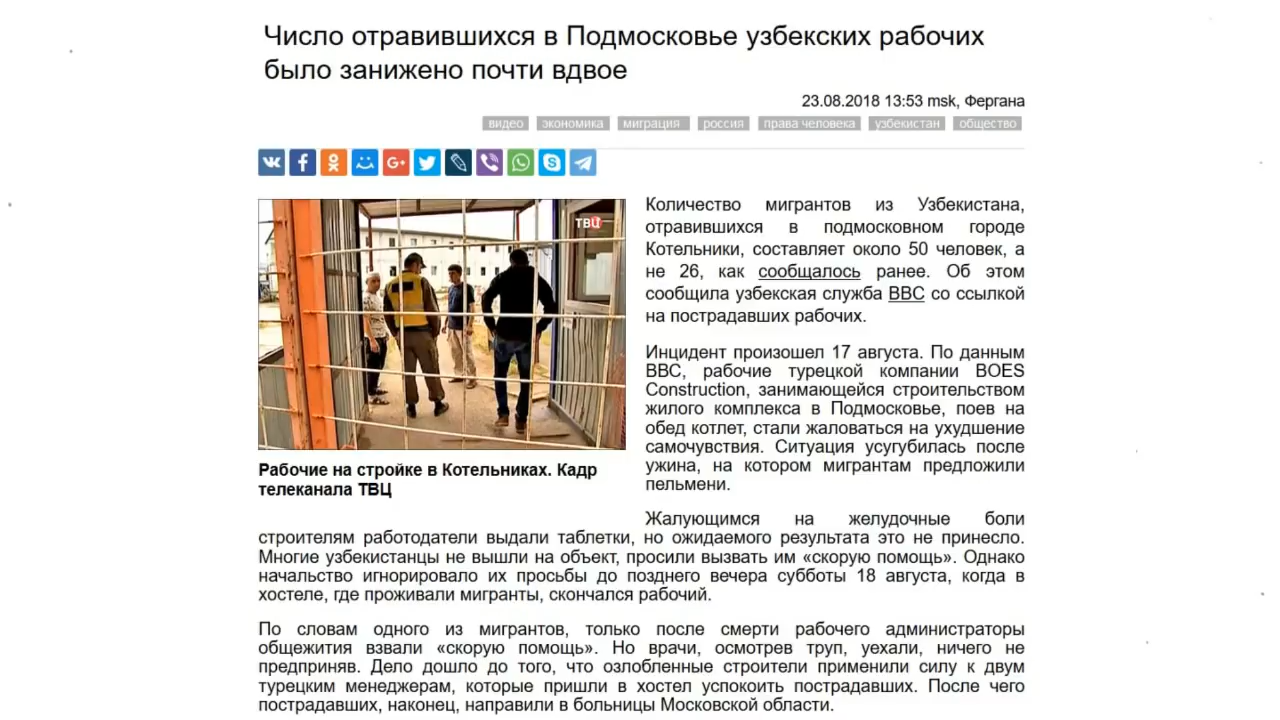 Число отравившихся в Подмосковье узбекских рабочих
было занижено почти вдвое
23.08.2018 13:53 msk, Фергана
видео экономика миграция россия права человека узбекистан общество
ТВЦ
Количество мигрантов из Узбекистана,
отравившихся в подмосковном городе
Котельники, составляет около 50 человек, а
не 26, как сообщалось ранее. Об этом
сообщила узбекская служба BBC со ссылкой
на пострадавших рабочих.
Инцидент произошел 17 августа. По данным
BBC, рабочие турецкой компании BOES
Construction, занимающейся строительством
жилого комплекса в Подмосковье, поев на
обед котлет, стали жаловаться на ухудшение
самочувствия. Ситуация усугубилась после
ужина, на котором мигрантам предложили
пельмени.
Рабочие на стройке в Котельниках. Кадр
телеканала ТВЦ
Жалующимся на желудочные боли
строителям работодатели выдали таблетки, но ожидаемого результата это не принесло.
Многие узбекистанцы не вышли на объект, просили вызвать им «скорую помощь». Однако
начальство игнорировало их просьбы до позднего вечера субботы 18 августа, когда в
хостеле, где проживали мигранты, скончался рабочий.
По словам одного из мигрантов, только после смерти рабочего администраторы
общежития взвали «скорую помощь». Но врачи, осмотрев труп, уехали, ничего не
предприняв. Дело дошло до того, что озлобленные строители применили силу к двум
турецким менеджерам, которые пришли в хостел успокоить пострадавших. После чего
пострадавших, наконец, направили в больницы Московской области.